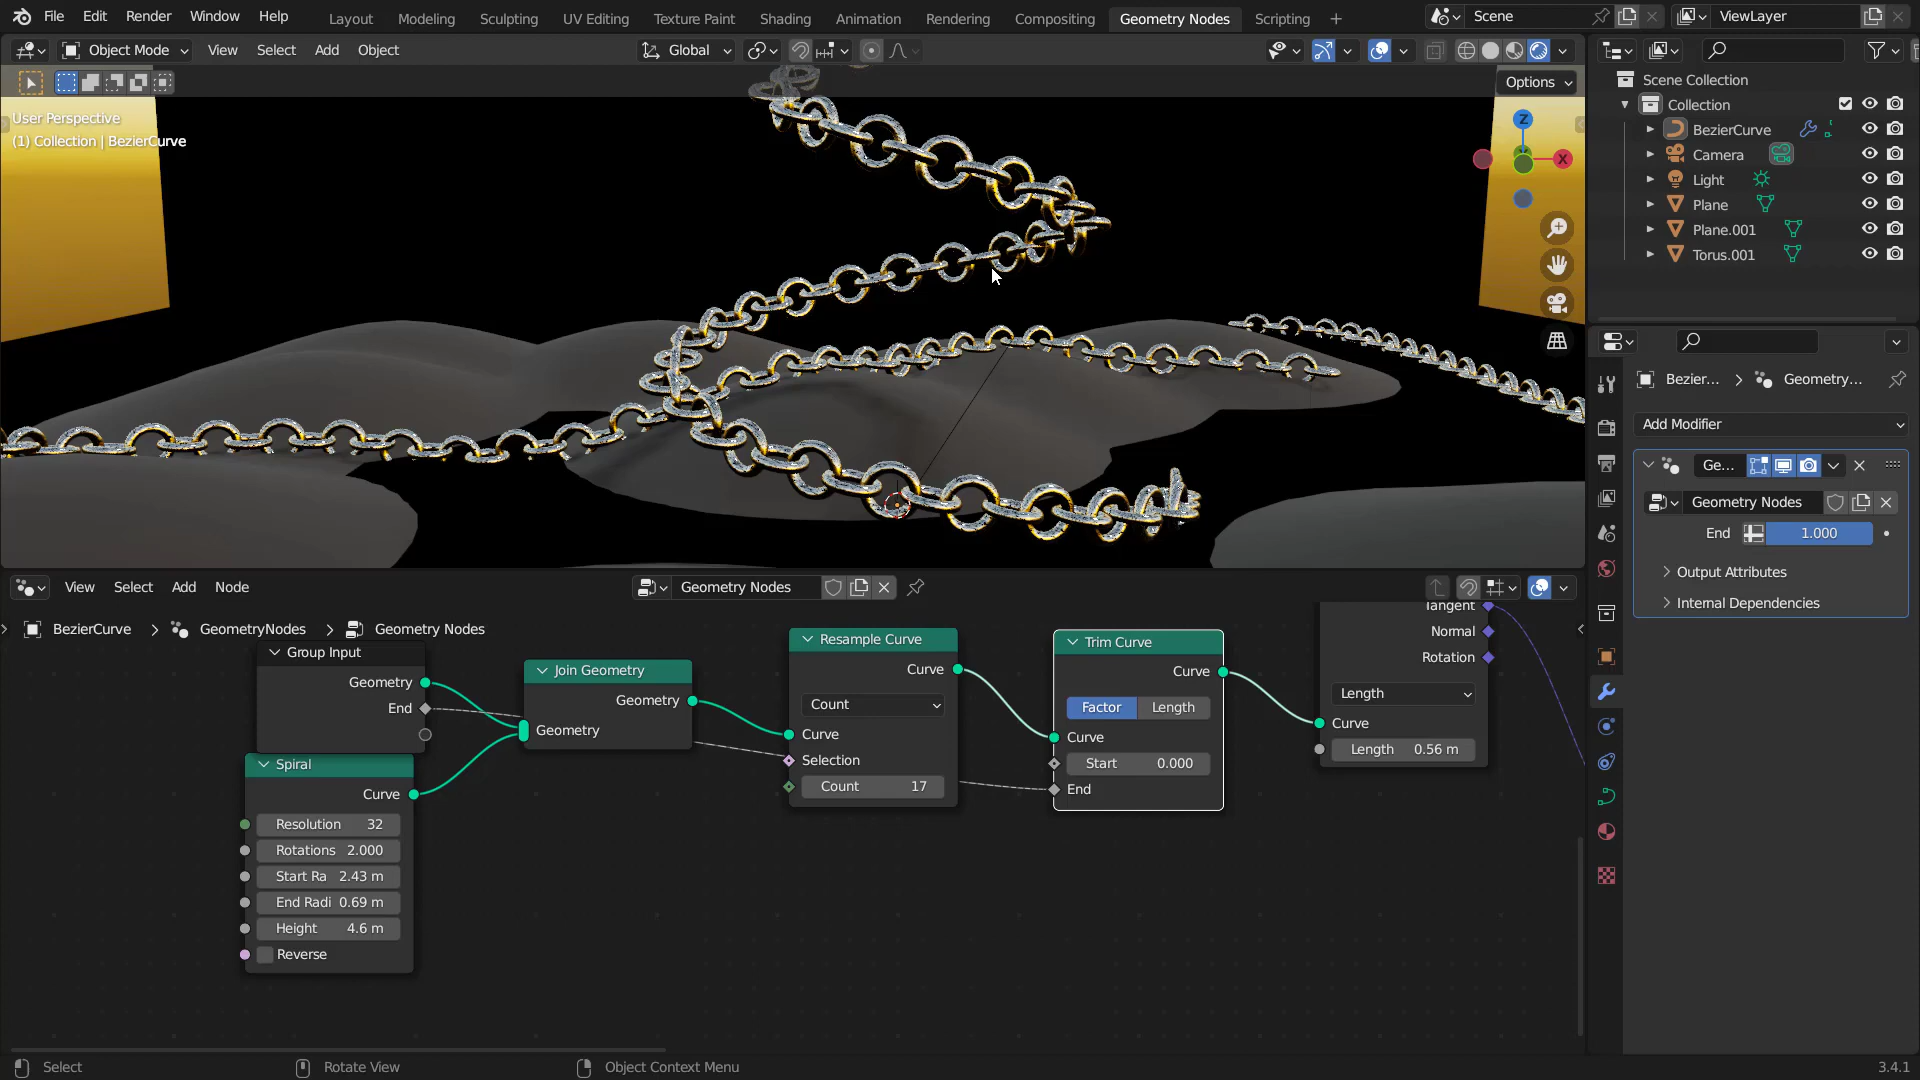 File Edit Render Window Help Layout Modeling Sculpting UV Editing Texture Paint Shading Animation Rendering Compositing Geometry Nodes Scripting + Scene ViewLayer
Object Mode View Select Add Object Global
Options
User Perspective
(1) Collection | BezierCurve
Z
X
Scene Collection
Collection
BezierCurve
Camera
Light
Plane
Plane.001
Torus.001
Bezier... > Geometry...
Add Modifier
Ge...
Geometry Nodes
End 1.000
Output Attributes
Internal Dependencies
View Select Add Node Geometry Nodes
BezierCurve > GeometryNodes > Geometry Nodes
Group Input
Geometry
End
Spiral
Curve
Resolution 32
Rotations 2.000
Start Ra 2.43 m
End Radi 0.69 m
Height 4.6 m
Reverse
Join Geometry
Geometry
Geometry
Resample Curve
Curve
Count
Curve
Selection
Count 17
Trim Curve
Curve
Factor Length
Curve
Start 0.000
End
Tangent
Normal
Rotation
Length
Curve
Length 0.56 m
Select Rotate View Object Context Menu 3.4.1